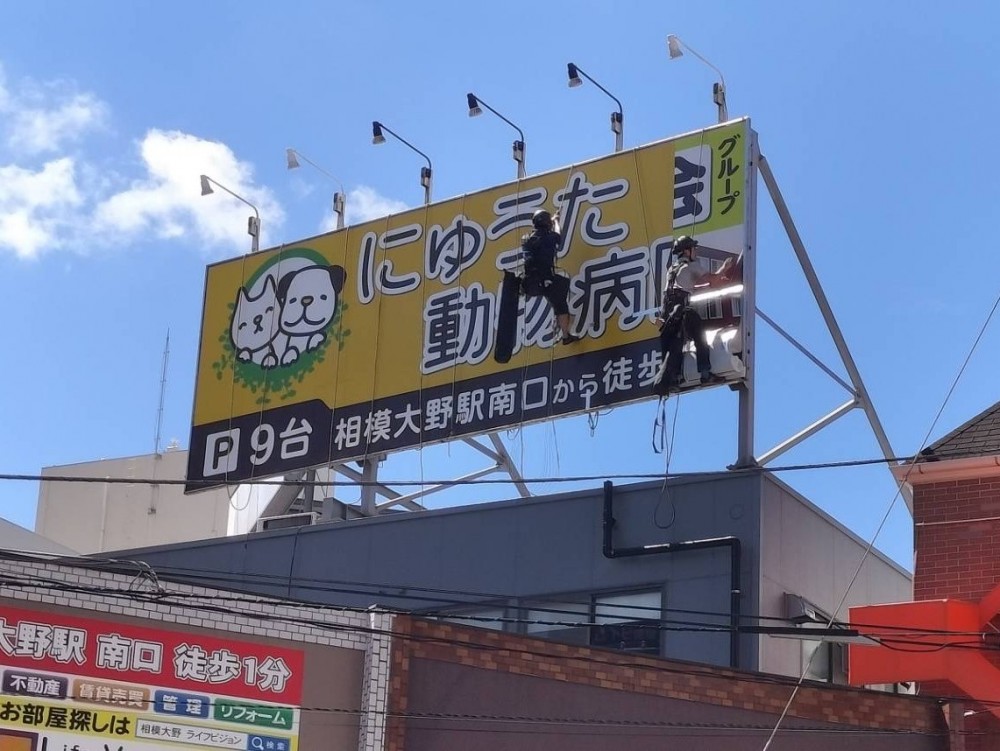 グループ
にゅうた
動物病院
P 9台 相模大野駅南口から徒歩
大野駅 南口 徒歩1分
不動産 賃貸売買 管理 リフォーム
お部屋探しは 相模大野 ライフビジョン 検索